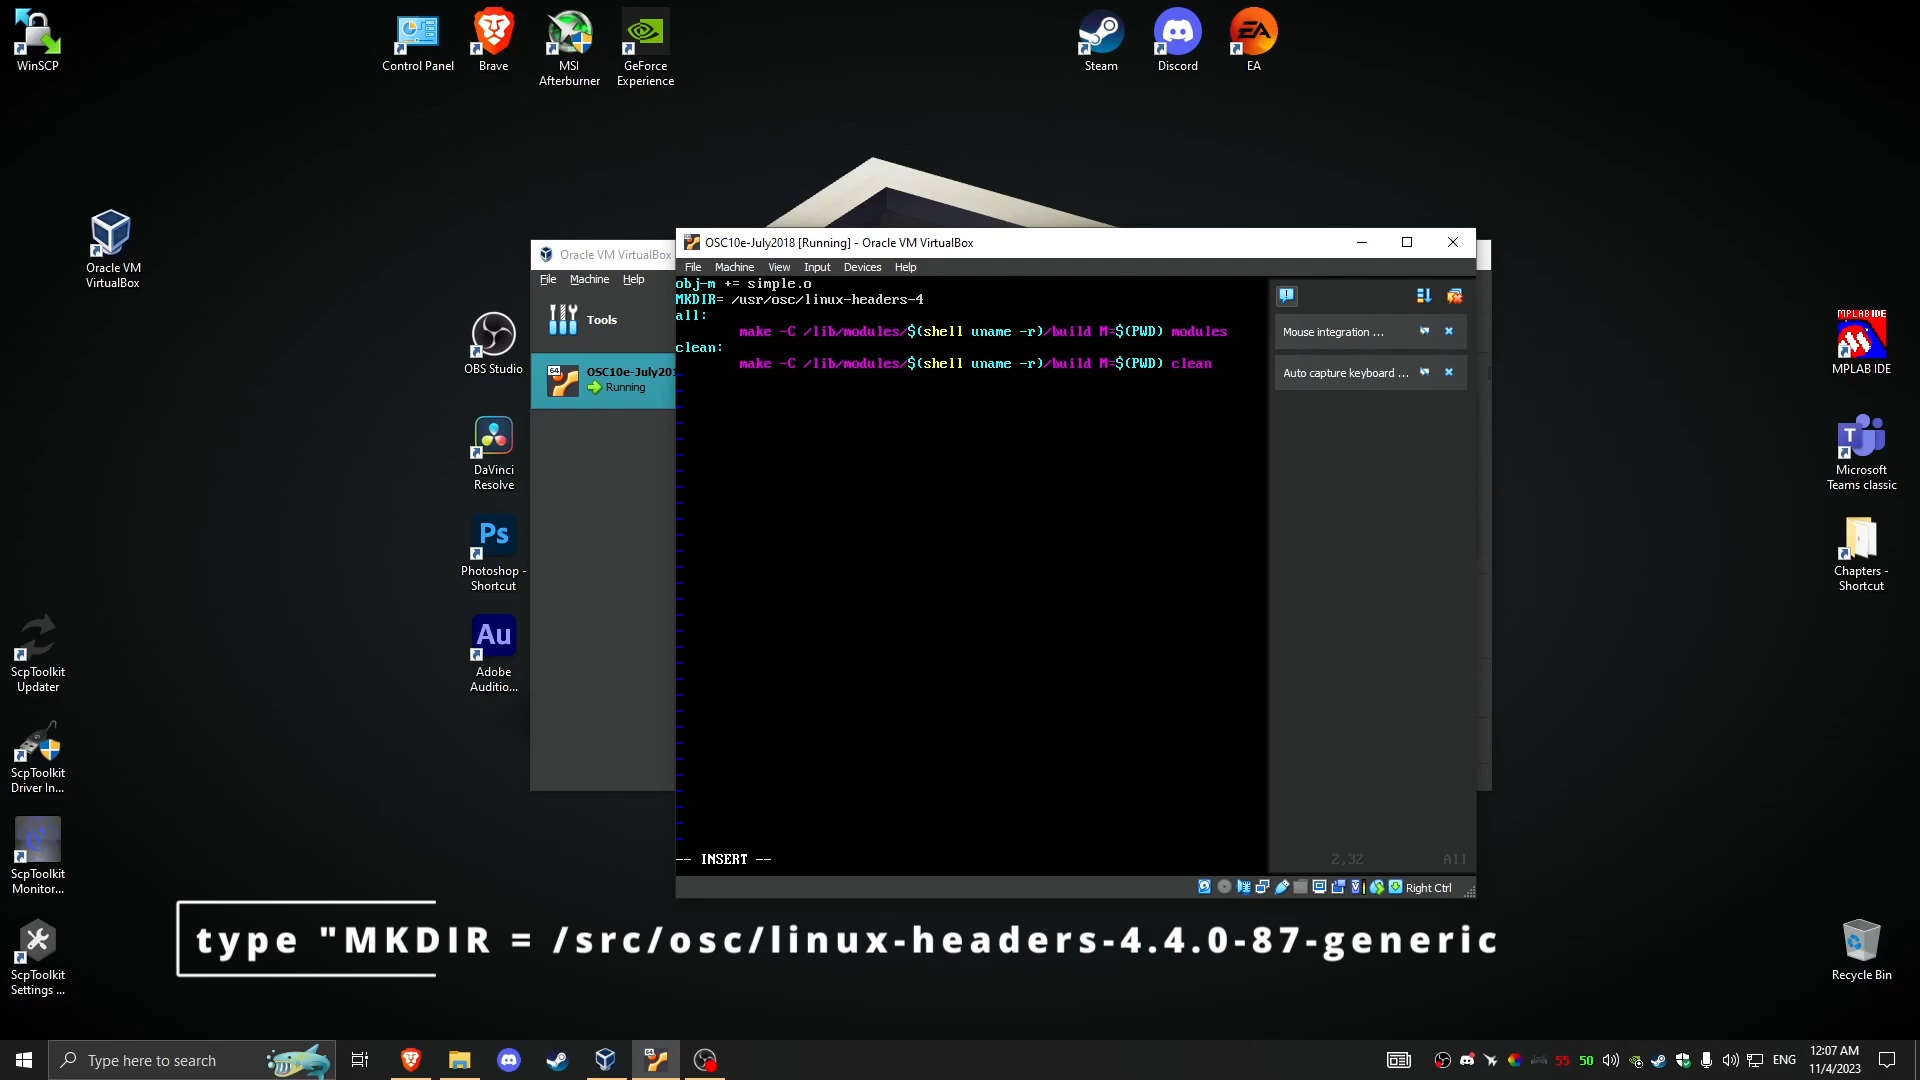 WinSCP
Control Panel
Brave
MSI
Afterburner
GeForce
Experience
Steam
Discord
EA
Oracle VM
VirtualBox
OSC10e-July2018 [Running] - Oracle VM VirtualBox
File Machine View Input Devices Help
Oracle VM VirtualBox
File Machine Help
Tools
64
OSC10e-July201
Running
obj-m += simple.o
MKDIR= /usr/osc/linux-headers-4
all:
make -C /lib/modules/$(shell uname -r)/build M=$(PWD) modules
clean:
make -C /lib/modules/$(shell uname -r)/build M=$(PWD) clean
-- INSERT --
2,32 All
Mouse integration ...
Auto capture keyboard ...
Right Ctrl
OBS Studio
DaVinci
Resolve
Ps
Photoshop -
Shortcut
Au
Adobe
Auditio...
ScpToolkit
Updater
ScpToolkit
Driver In...
ScpToolkit
Monitor...
ScpToolkit
Settings ...
MPLAB IDE
MPLAB IDE
Microsoft
Teams classic
Chapters -
Shortcut
Recycle Bin
type "MKDIR = /src/osc/linux-headers-4.4.0-87-generic
Type here to search
55 50
ENG
12:07 AM
11/4/2023